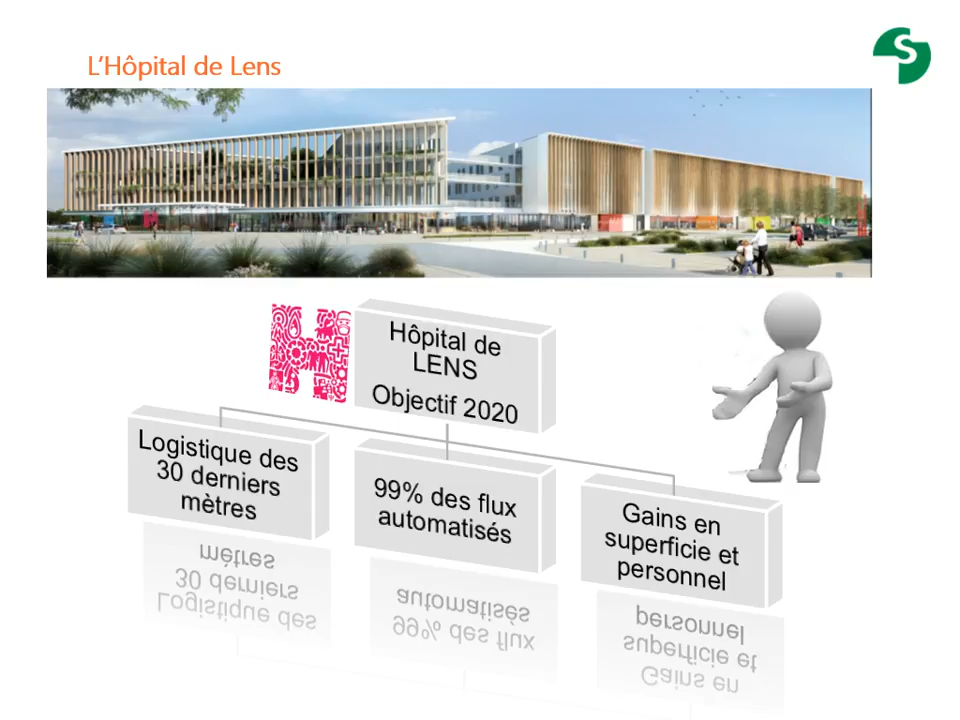 L'Hôpital de Lens
S
H
Hôpital de
LENS
Objectif 2020
Logistique des
30 derniers
mètres
99% des flux
automatisés
Gains en
superficie et
personnel